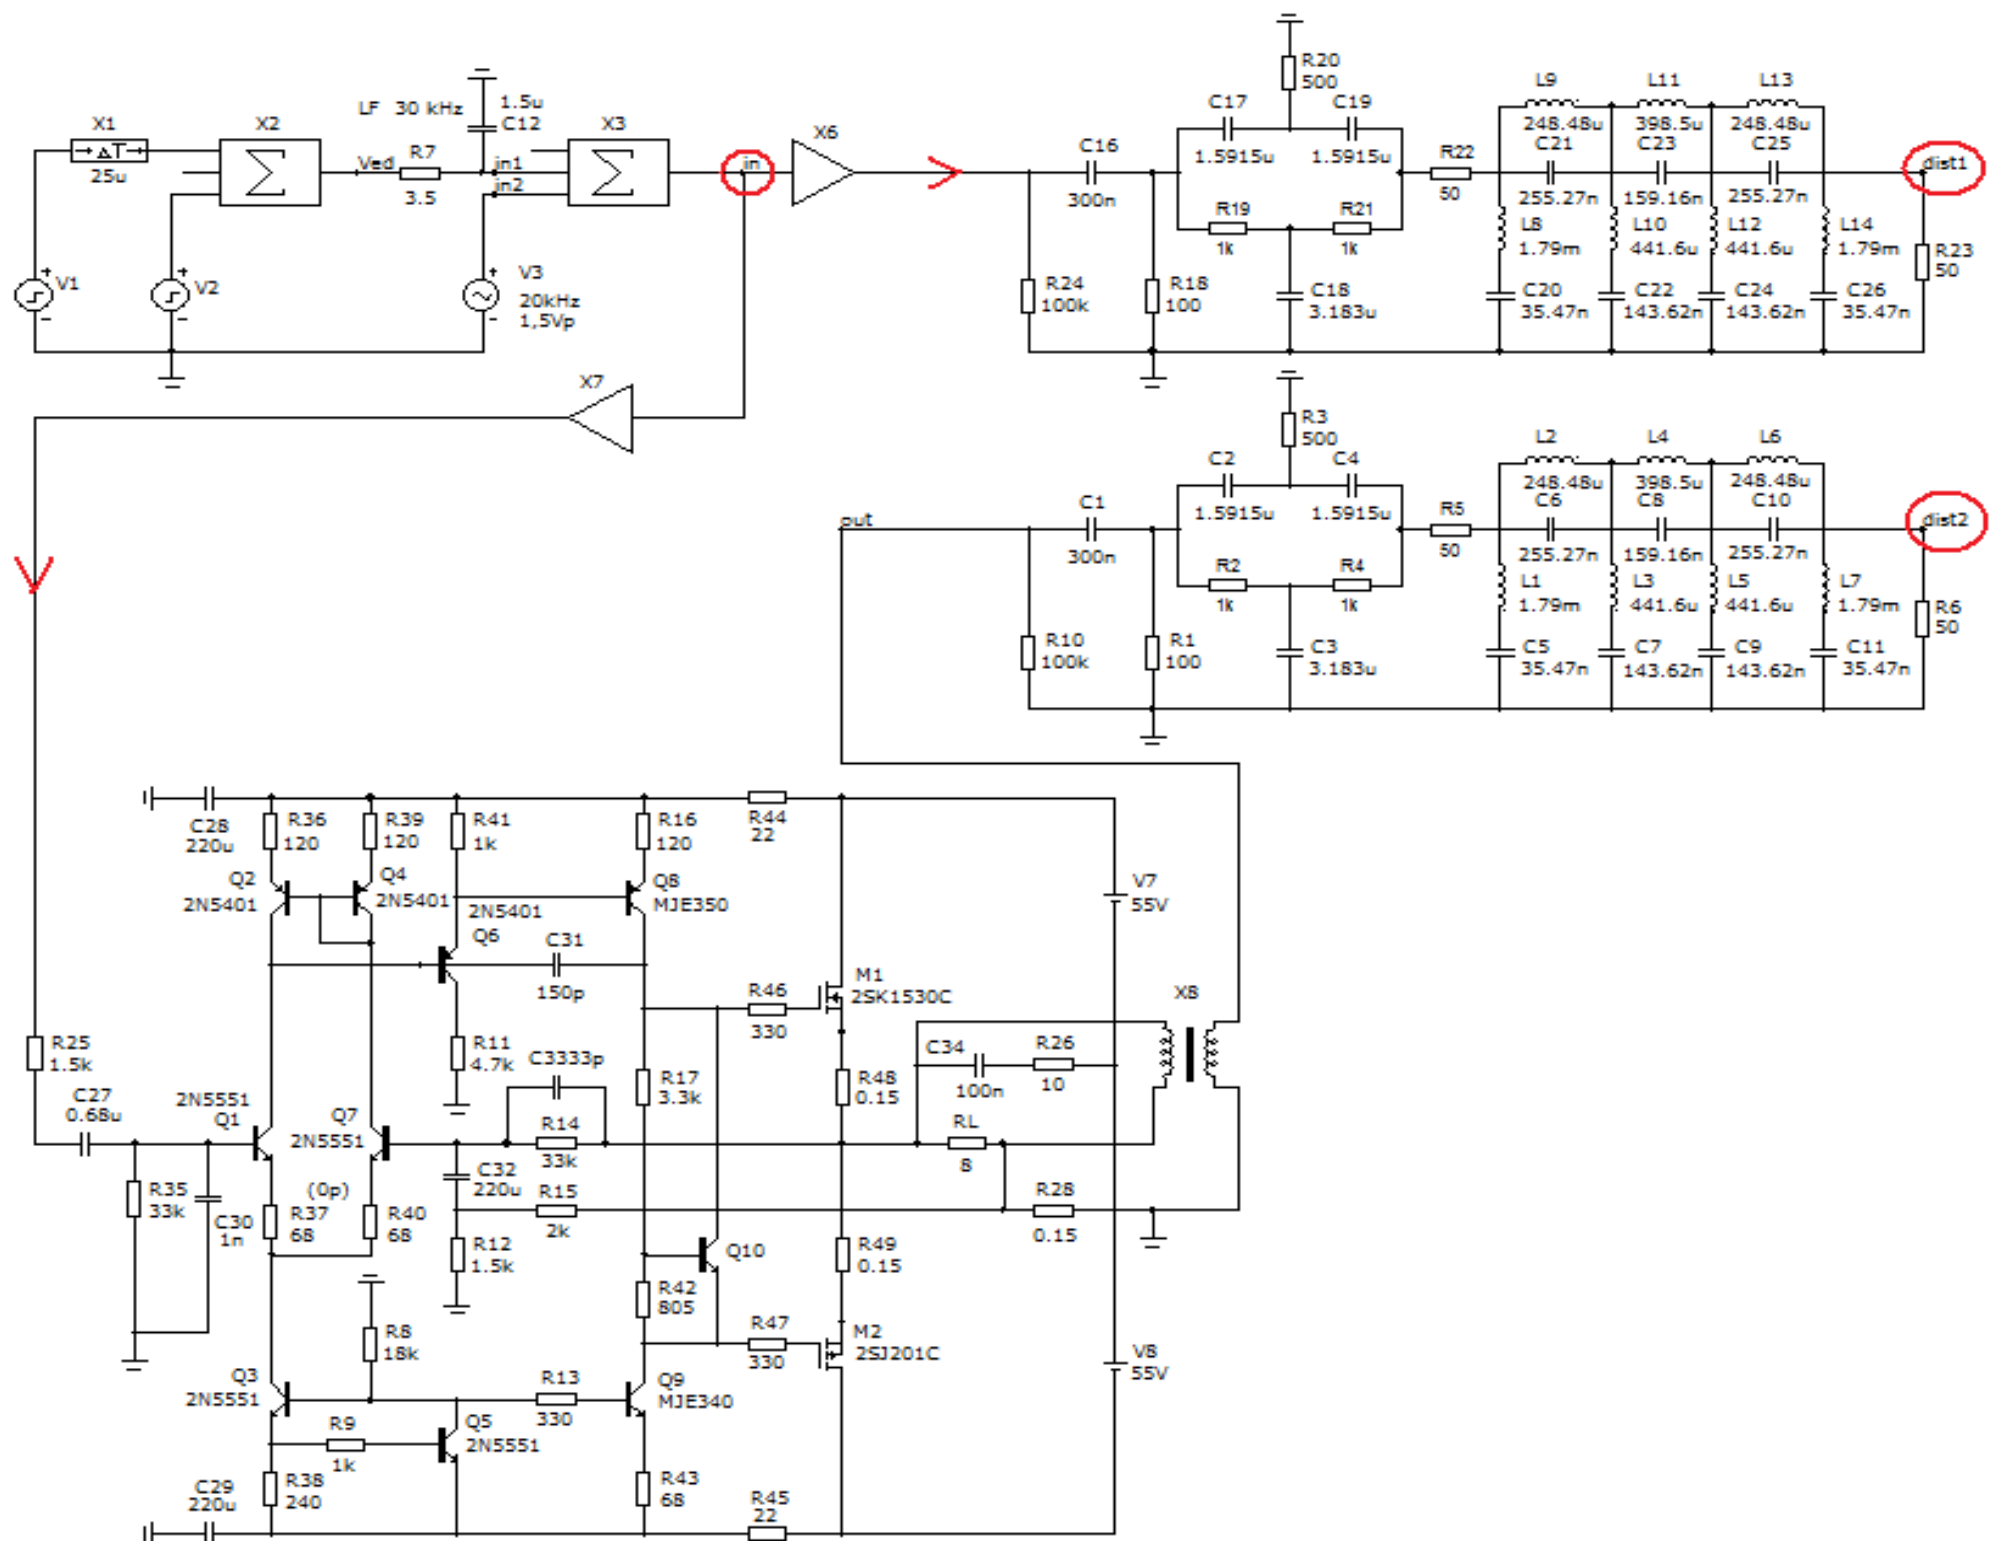 R20
500
L9
L11
L13
LF 30 kHz
1.5u
C12
248.48u
398.5u
248.48u
C17
C19
X1
X2
X3
X6
C21
C23
C25
ΔT
Σ
Σ
Ved
R7
in1
in2
in
C16
1.5915u
1.5915u
R22
dist1
25u
3.5
300n
50
255.27n
159.16n
255.27n
R19
R21
1k
1k
L8
1.79m
L10
441.6u
L12
441.6u
L14
1.79m
R23
50
V1
V2
V3
20kHz
1,5Vp
R24
100k
R18
100
C18
3.183u
C20
35.47n
C22
143.62n
C24
143.62n
C26
35.47n
X7
R3
500
L2
L4
L6
248.48u
398.5u
248.48u
C2
C4
C6
C8
C10
out
C1
1.5915u
1.5915u
R5
dist2
300n
50
255.27n
159.16n
255.27n
R2
R4
1k
1k
L1
1.79m
L3
441.6u
L5
441.6u
L7
1.79m
R6
50
R10
100k
R1
100
C3
3.183u
C5
35.47n
C7
143.62n
C9
143.62n
C11
35.47n
C28
220u
R36
120
R39
120
R41
1k
R16
120
R44
22
Q2
2N5401
Q4
2N5401
2N5401
Q6
Q8
MJE350
V7
55V
C31
150p
R46
330
M1
2SK1530C
X8
R25
1.5k
R11
4.7k
C3333p
R17
3.3k
C34
100n
R26
10
R48
0.15
C27
0.68u
2N5551
Q1
Q7
2N5551
R14
33k
RL
8
R35
33k
C30
1n
(0p)
R37
68
R40
68
C32
220u
R15
2k
R28
0.15
R12
1.5k
Q10
R49
0.15
R42
805
R8
18k
R47
330
M2
2SJ201C
V8
55V
Q3
2N5551
R13
330
Q9
MJE340
R9
1k
Q5
2N5551
C29
220u
R38
240
R43
68
R45
22